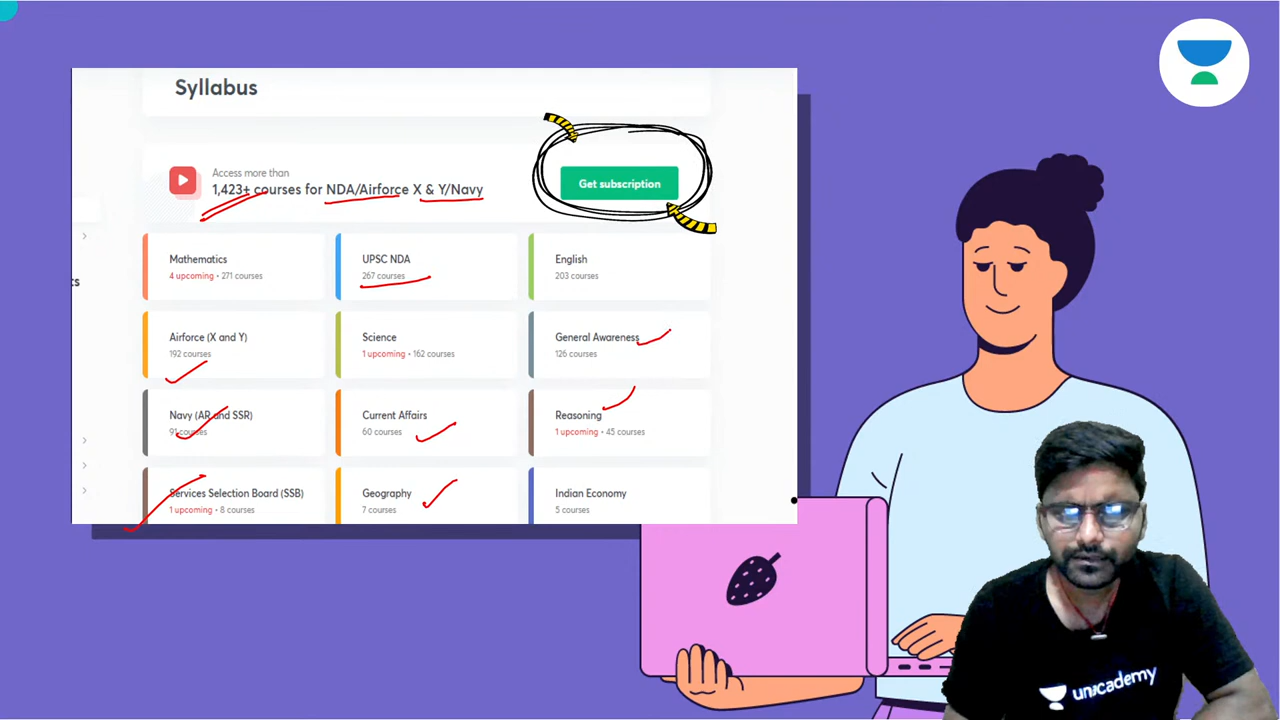 Syllabus
Access more than
1,423+ courses for NDA/Airforce X & Y/Navy
Get subscription
Mathematics
4 upcoming • 271 courses
UPSC NDA
267 courses
English
203 courses
Airforce (X and Y)
192 courses
Science
1 upcoming • 162 courses
General Awareness
126 courses
Navy (AR and SSR)
91 courses
Current Affairs
60 courses
Reasoning
1 upcoming • 45 courses
Services Selection Board (SSB)
1 upcoming • 8 courses
Geography
7 courses
Indian Economy
5 courses
unacademy